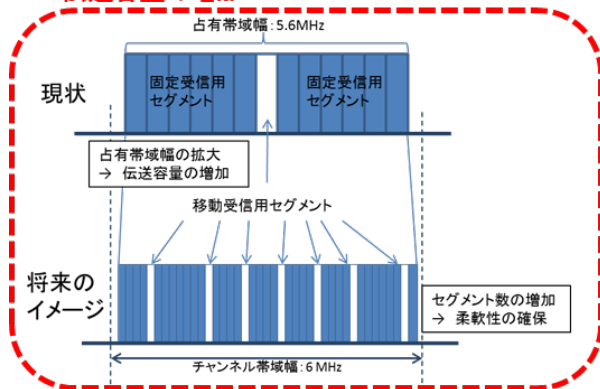 占有帯域幅：5.6MHz
固定受信用
セグメント
固定受信用
セグメント
現状
占有帯域幅の拡大
→ 伝送容量の増加
移動受信用セグメント
将来の
イメージ
セグメント数の増加
→ 柔軟性の確保
チャンネル帯域幅：6 MHz